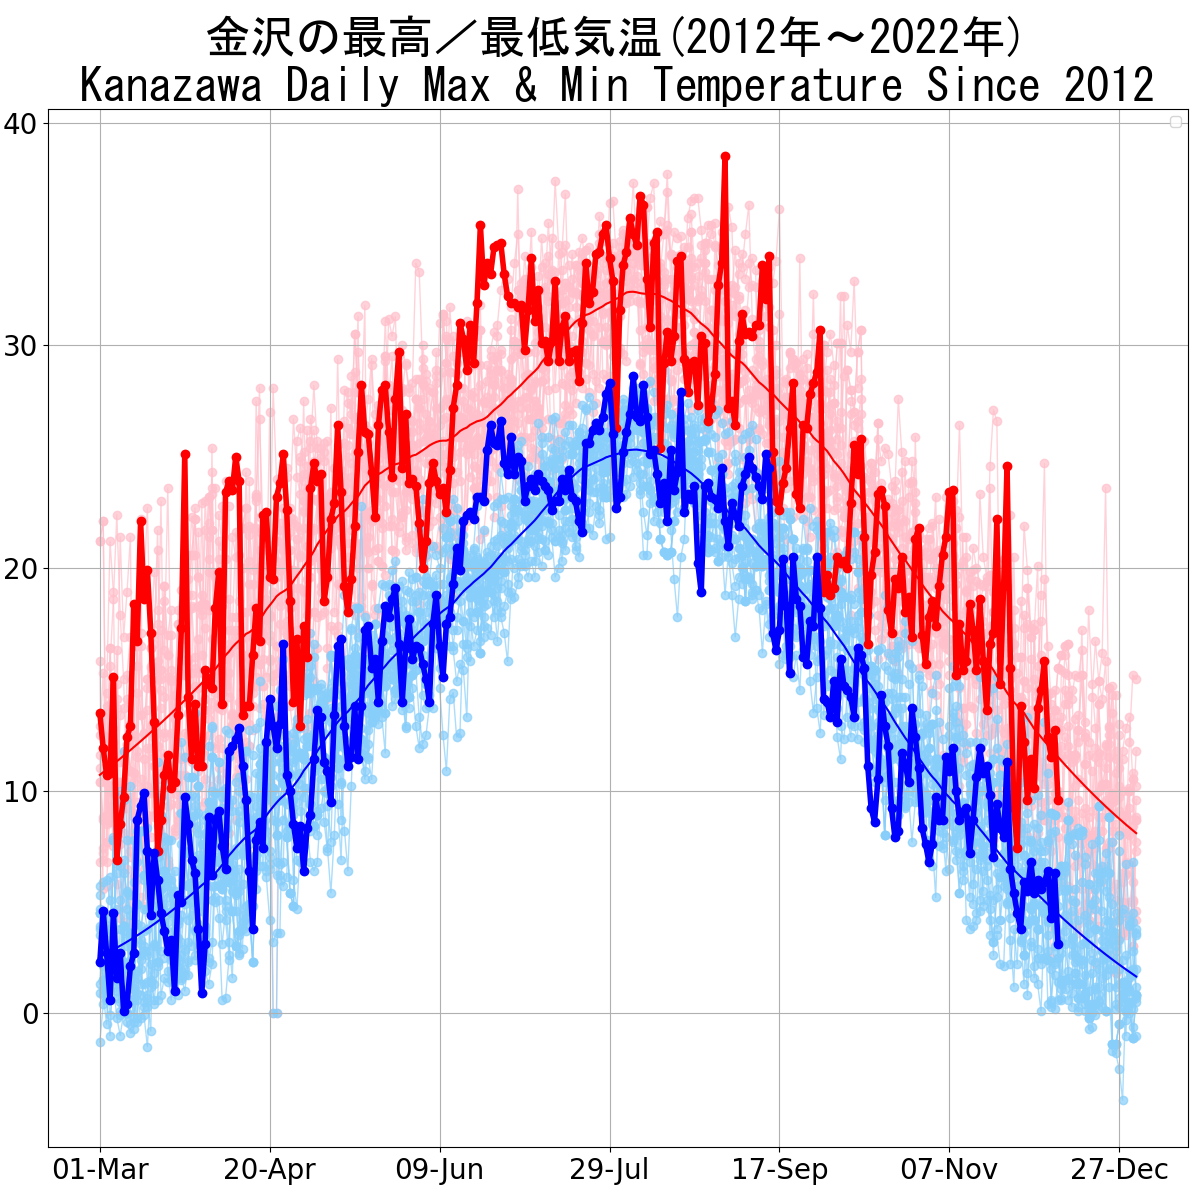 金沢の最高／最低気温(2012年～2022年)
Kanazawa Daily Max & Min Temperature Since 2012
40
30
20
10
0
01-Mar 20-Apr 09-Jun 29-Jul 17-Sep 07-Nov 27-Dec